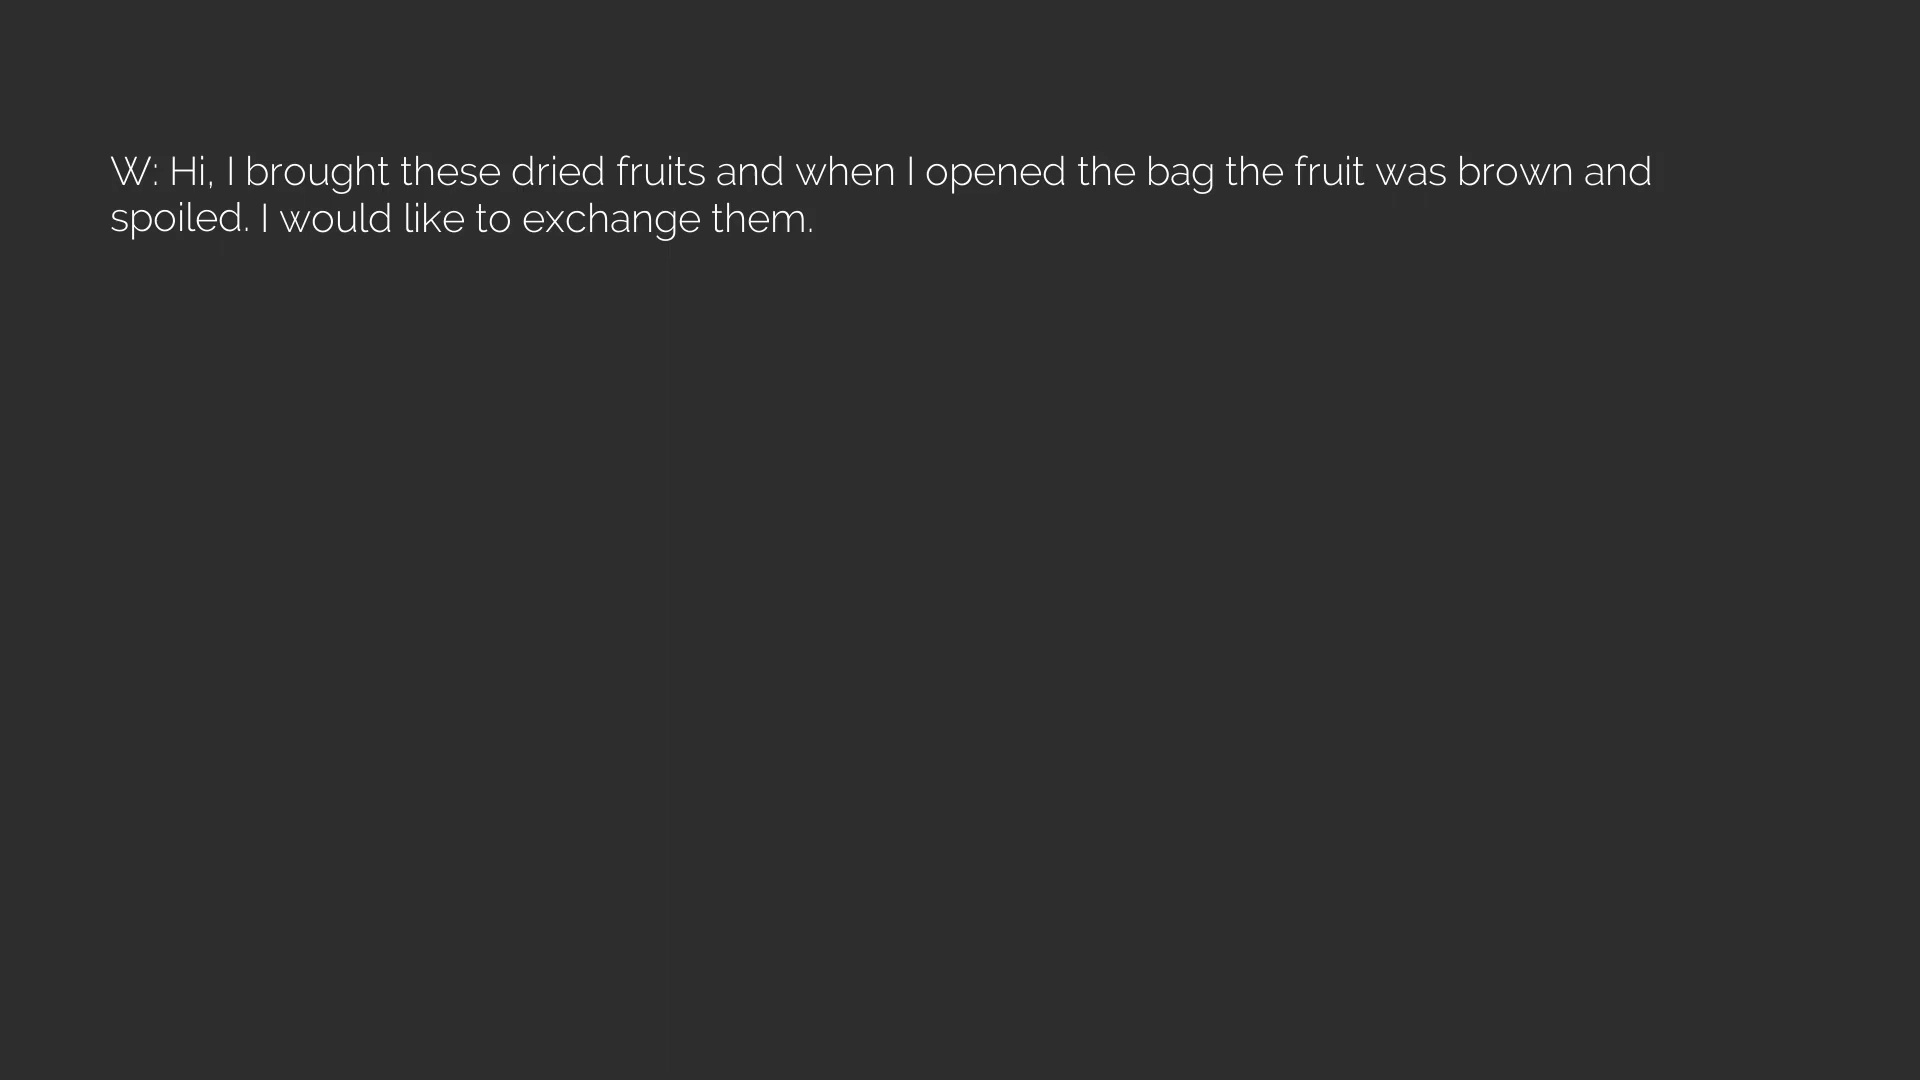 W: Hi, I brought these dried fruits and when I opened the bag the fruit was brown and
spoiled. I would like to exchange them.